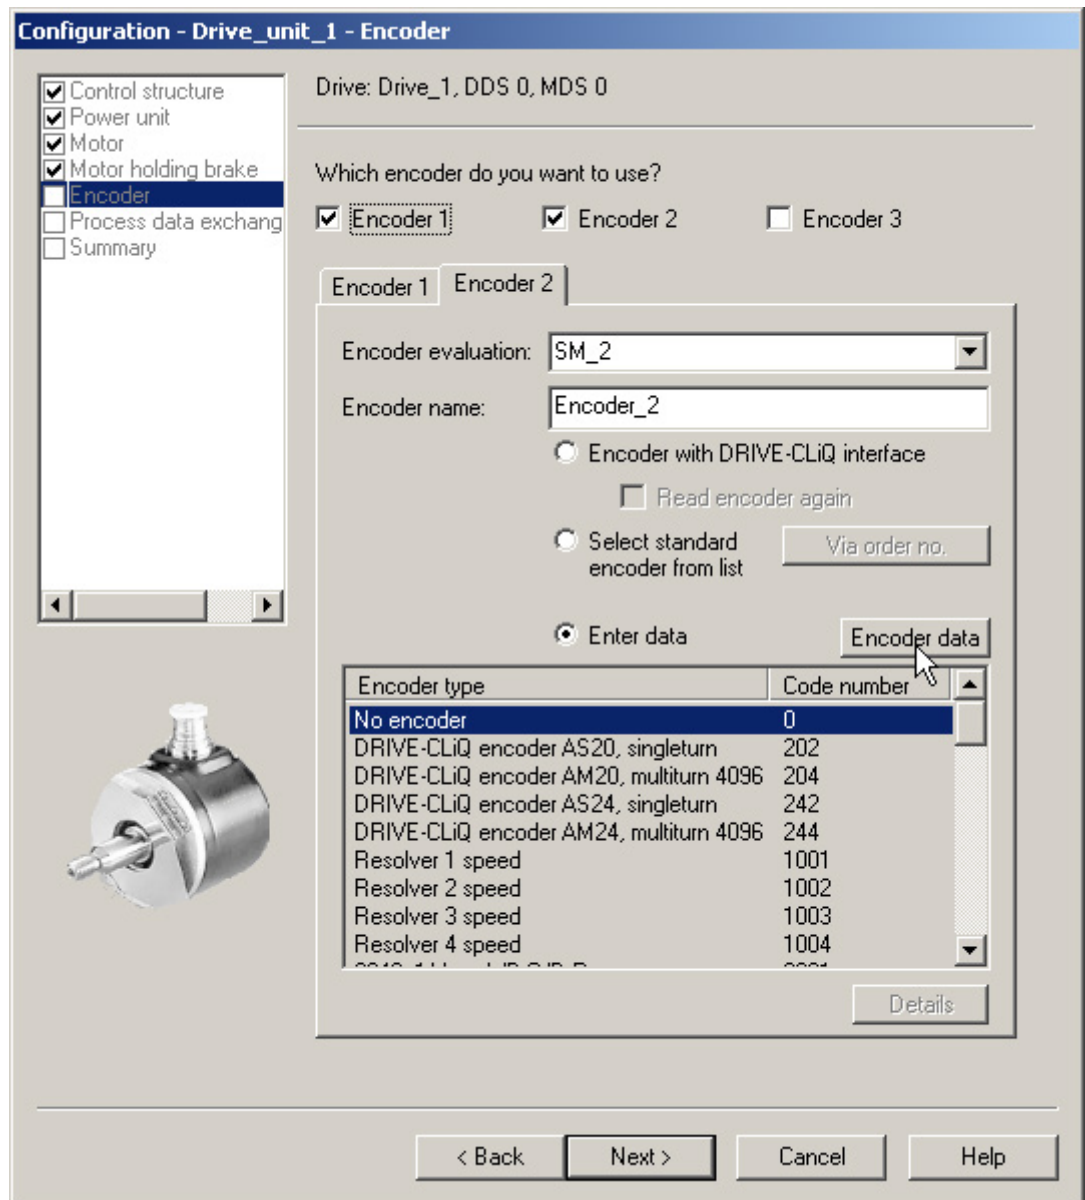 Configuration - Drive_unit_1 - Encoder
Control structure
Power unit
Motor
Motor holding brake
Encoder
Process data exchang
Summary
Drive: Drive_1, DDS 0, MDS 0
Which encoder do you want to use?
Encoder 1 Encoder 2 Encoder 3
Encoder 1 Encoder 2
Encoder evaluation: SM_2
Encoder name: Encoder_2
Encoder with DRIVE-CLiQ interface
Read encoder again
Select standard
encoder from list
Via order no.
Enter data Encoder data
Encoder type Code number
No encoder 0
DRIVE-CLiQ encoder AS20, singleturn 202
DRIVE-CLiQ encoder AM20, multiturn 4096 204
DRIVE-CLiQ encoder AS24, singleturn 242
DRIVE-CLiQ encoder AM24, multiturn 4096 244
Resolver 1 speed 1001
Resolver 2 speed 1002
Resolver 3 speed 1003
Resolver 4 speed 1004
Details
< Back Next > Cancel Help